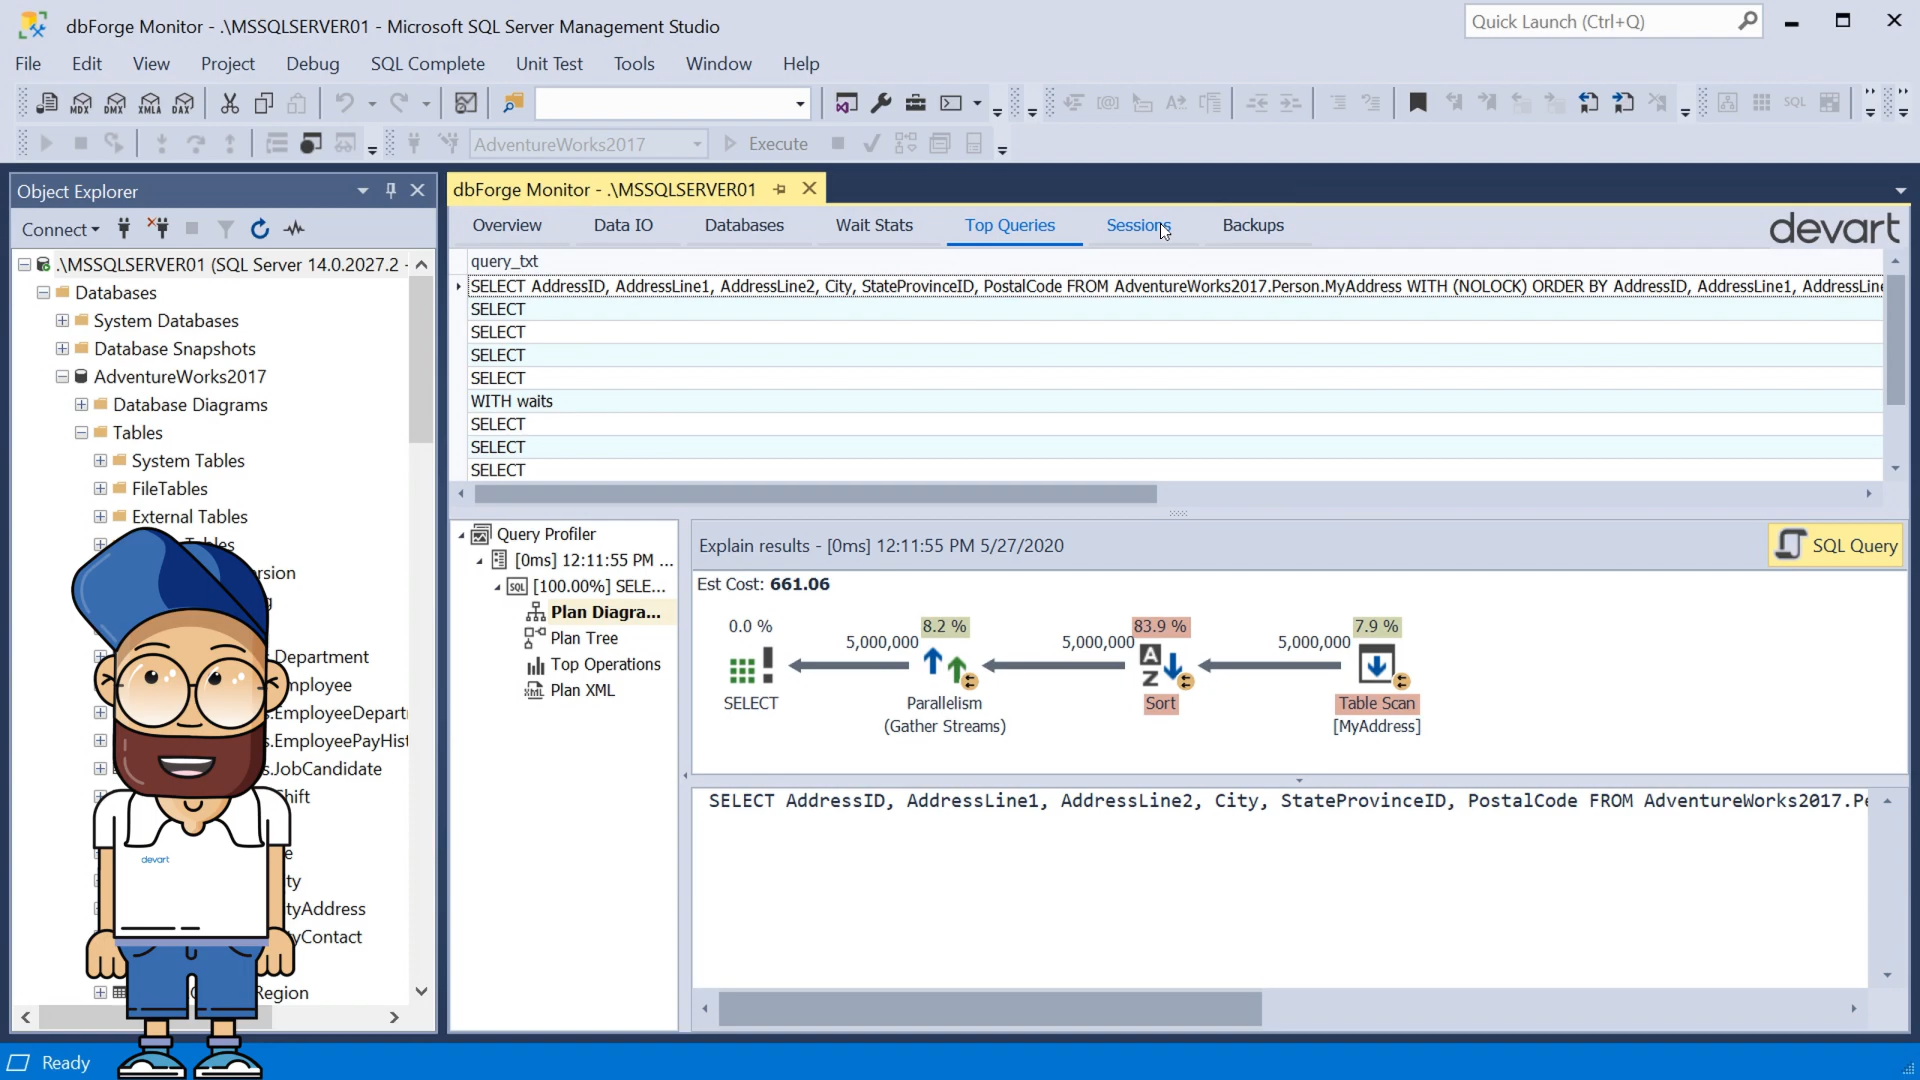 dbForge Monitor - .\MSSQLSERVER01 - Microsoft SQL Server Management Studio
Quick Launch (Ctrl+Q)
File Edit View Project Debug SQL Complete Unit Test Tools Window Help
MDX DMX XMLA DAX
SQL
AdventureWorks2017
Execute
Object Explorer
Connect
.\MSSQLSERVER01 (SQL Server 14.0.2027.2 -
Databases
System Databases
Database Snapshots
AdventureWorks2017
Database Diagrams
Tables
System Tables
FileTables
External Tables
Department
.EmployeeDepart
.EmployeePayHist
s.JobCandidate
tyAddress
yContact
Region
devart
dbForge Monitor - .\MSSQLSERVER01
Overview Data IO Databases Wait Stats Top Queries Sessions Backups
devart
query_txt
SELECT AddressID, AddressLine1, AddressLine2, City, StateProvinceID, PostalCode FROM AdventureWorks2017.Person.MyAddress WITH (NOLOCK) ORDER BY AddressID, AddressLine1, AddressLine
SELECT
SELECT
SELECT
SELECT
WITH waits
SELECT
SELECT
SELECT
Query Profiler
[0ms] 12:11:55 PM ...
SQL [100.00%] SELE...
Plan Diagra...
Plan Tree
Top Operations
XML Plan XML
Explain results - [0ms] 12:11:55 PM 5/27/2020
SQL Query
Est Cost: 661.06
0.0 % 8.2 % 83.9 % 7.9 %
5,000,000 5,000,000 5,000,000
A
Z
SELECT Parallelism Sort Table Scan
(Gather Streams) [MyAddress]
SELECT AddressID, AddressLine1, AddressLine2, City, StateProvinceID, PostalCode FROM AdventureWorks2017.Pe
Ready